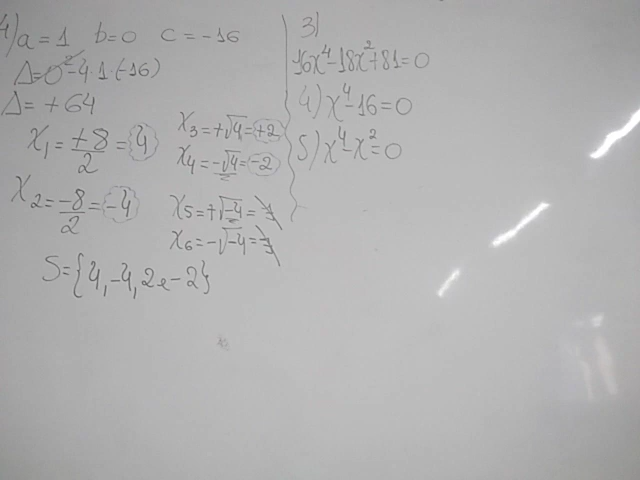 4) a = 1 b = 0 c = -16
Δ = 0² - 4 · 1 · (-16)
Δ = +64
x₁ = +8/2 = 4
x₂ = -8/2 = -4
x₃ = +√4 = +2
x₄ = -√4 = -2
x₅ = +√-4 = ∄
x₆ = -√-4 = ∄
S = {4, -4, 2 e -2}
3)
16x⁴ - 18x² + 81 = 0
4) x⁴ - 16 = 0
5) x⁴ - x² = 0